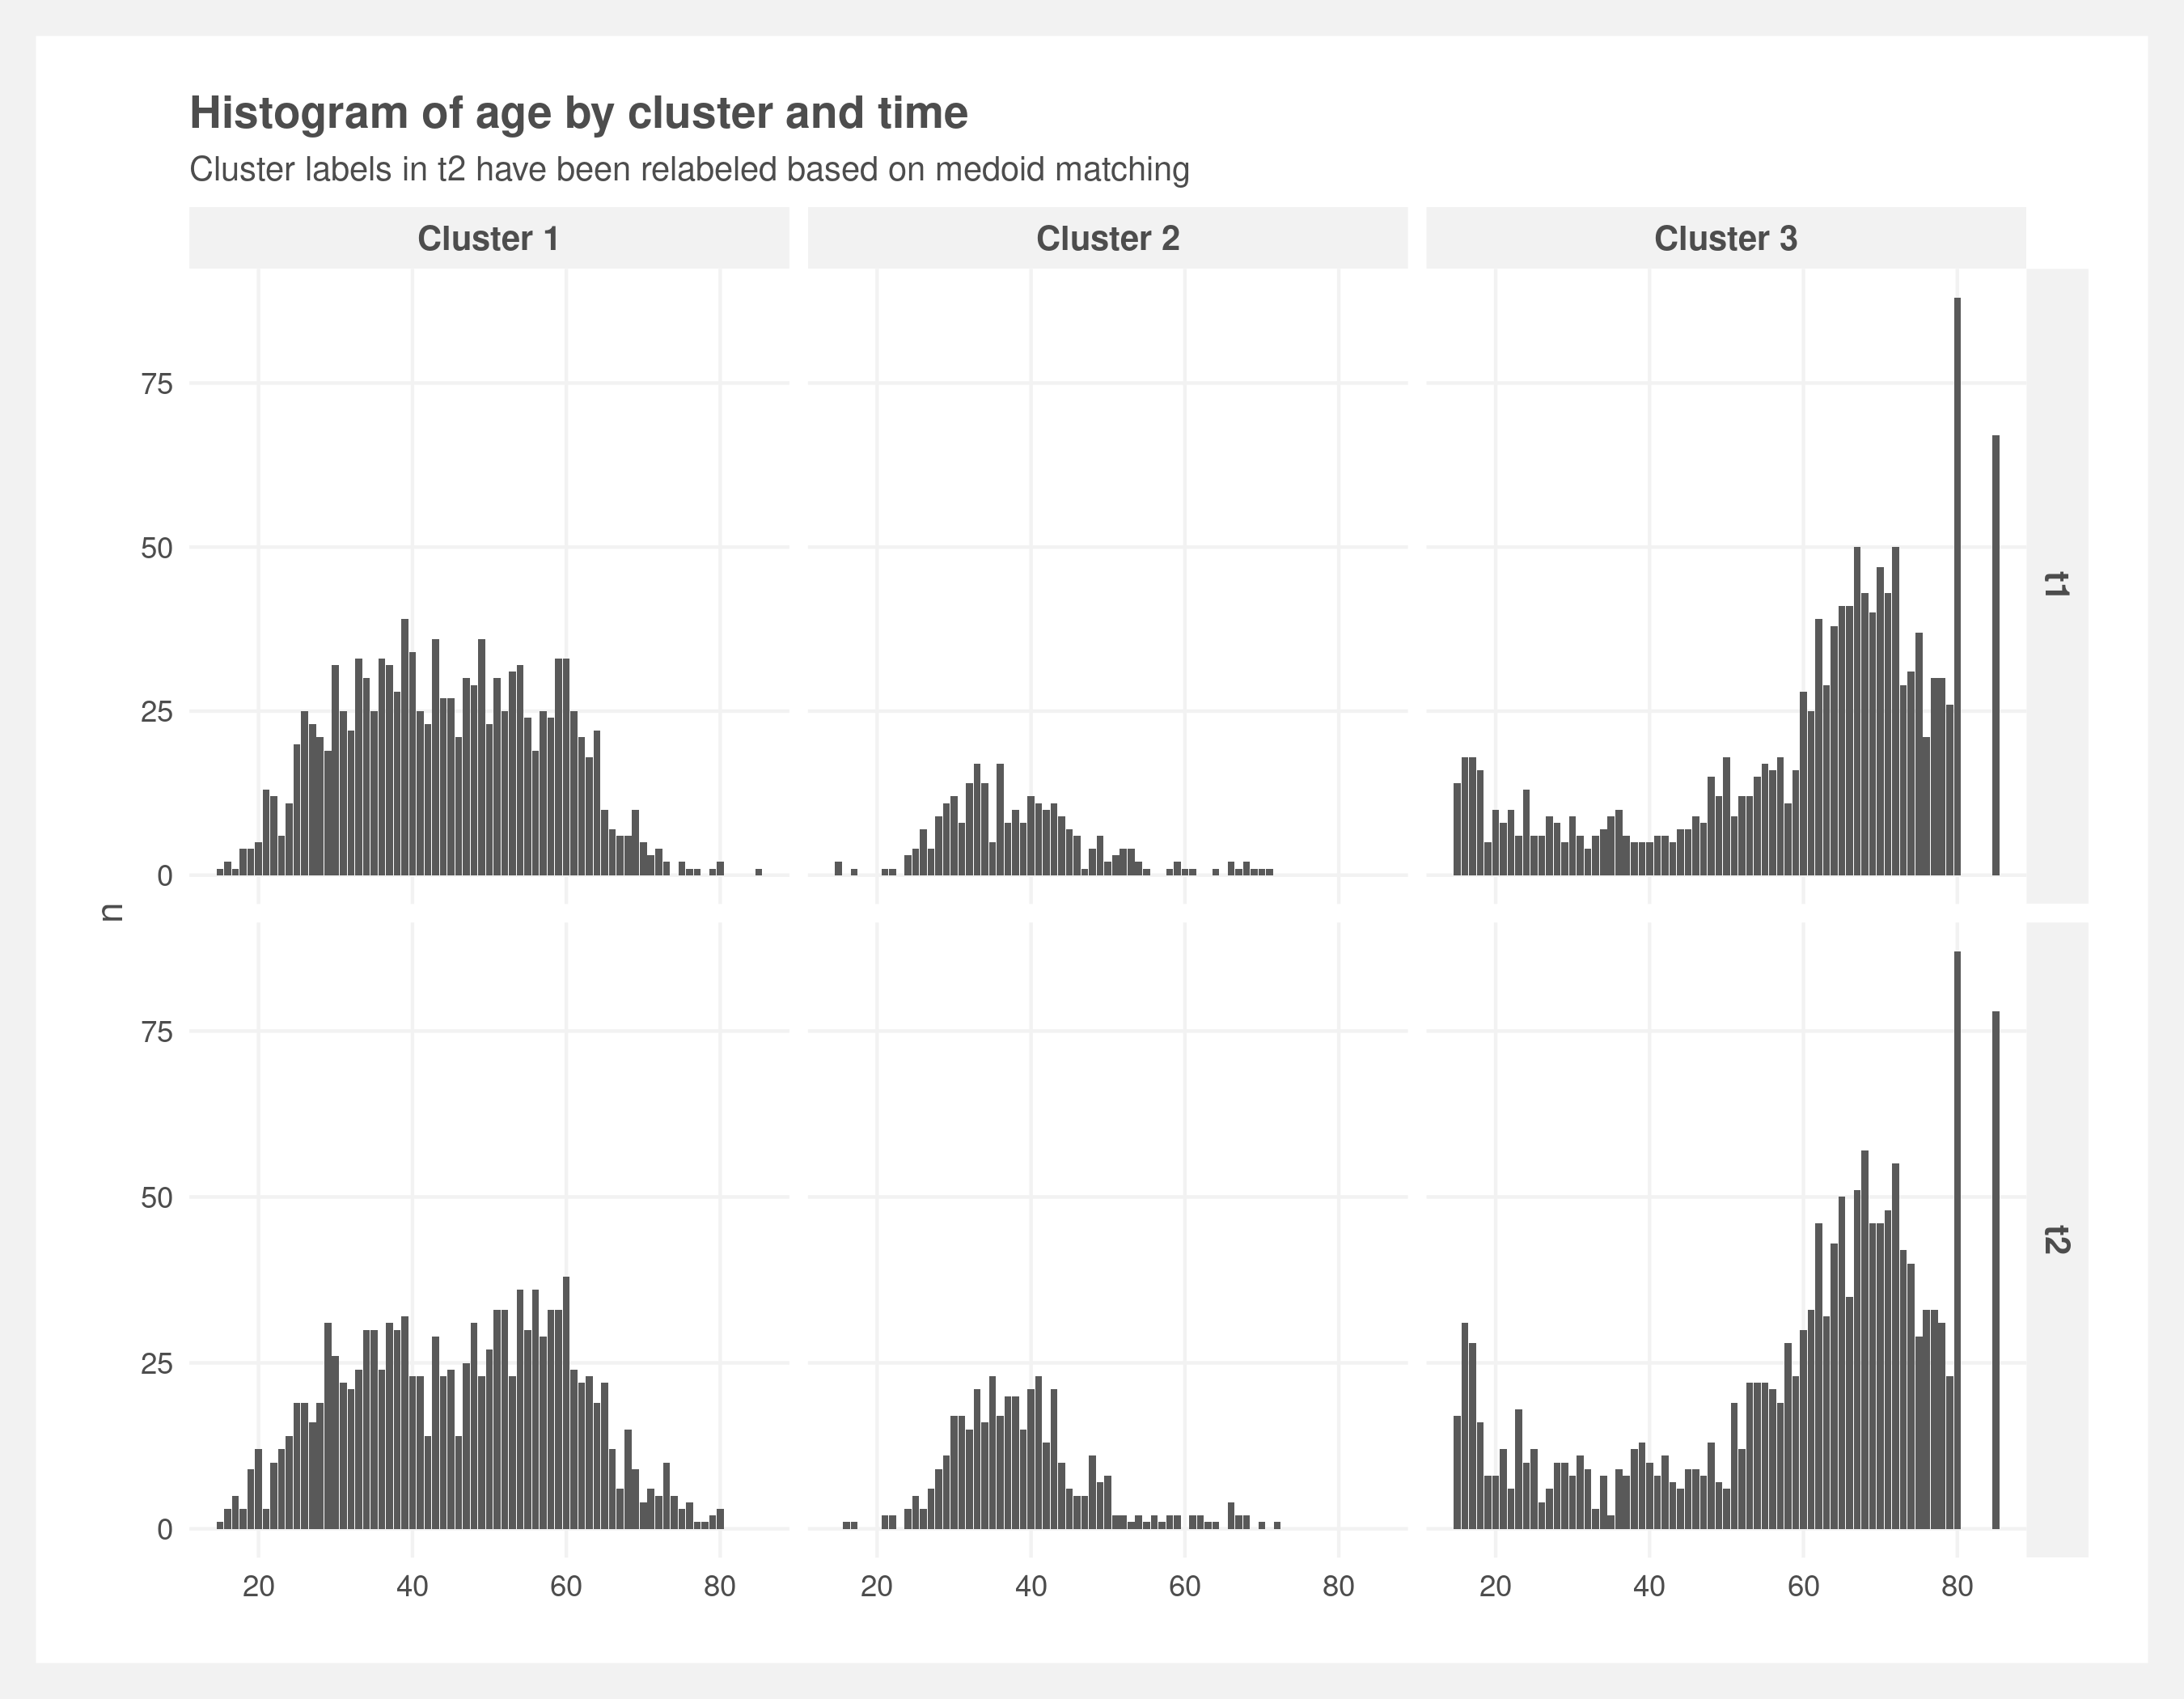 Histogram of age by cluster and time
Cluster labels in t2 have been relabeled based on medoid matching
Cluster 1 Cluster 2 Cluster 3
75
50
25
0
t1
n
75
50
25
0
t2
20 40 60 80 20 40 60 80 20 40 60 80